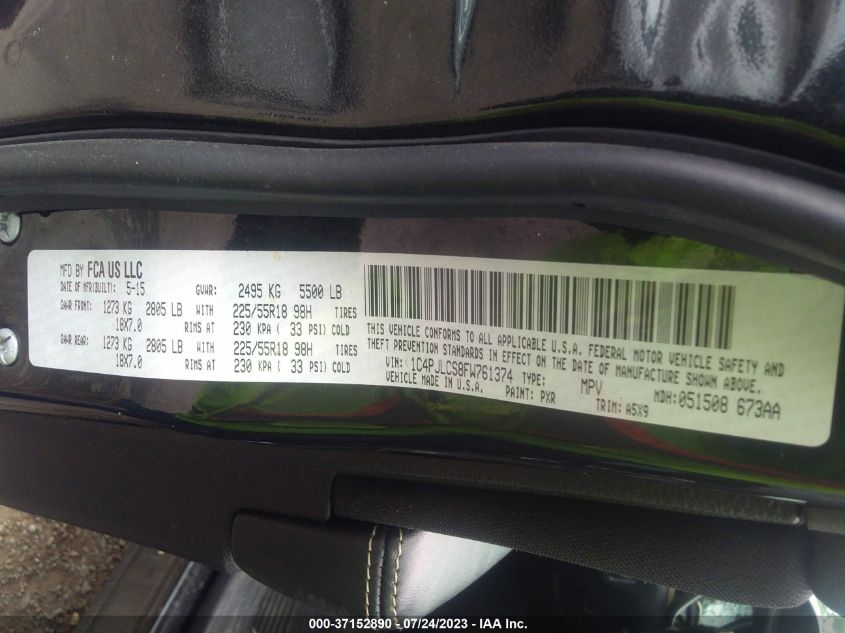 MFD BY FCA US LLC
DATE OF MFR(BUILT): 5-15 GVWR: 2495 KG 5500 LB
GAWR FRONT: 1273 KG 2805 LB WITH 225/55R18 98H TIRES
18X7.0 RIMS AT 230 KPA ( 33 PSI) COLD
GAWR REAR: 1273 KG 2805 LB WITH 225/55R18 98H TIRES
18X7.0 RIMS AT 230 KPA ( 33 PSI) COLD
THIS VEHICLE CONFORMS TO ALL APPLICABLE U.S.A. FEDERAL MOTOR VEHICLE SAFETY AND
THEFT PREVENTION STANDARDS IN EFFECT ON THE DATE OF MANUFACTURE SHOWN ABOVE.
VIN: 1C4PJLCS8FW761374 TYPE: MPV
VEHICLE MADE IN U.S.A. PAINT: PXR MDH: 051508 673AA
TRIM: A5X9
000-37152890 - 07/24/2023 - IAA Inc.